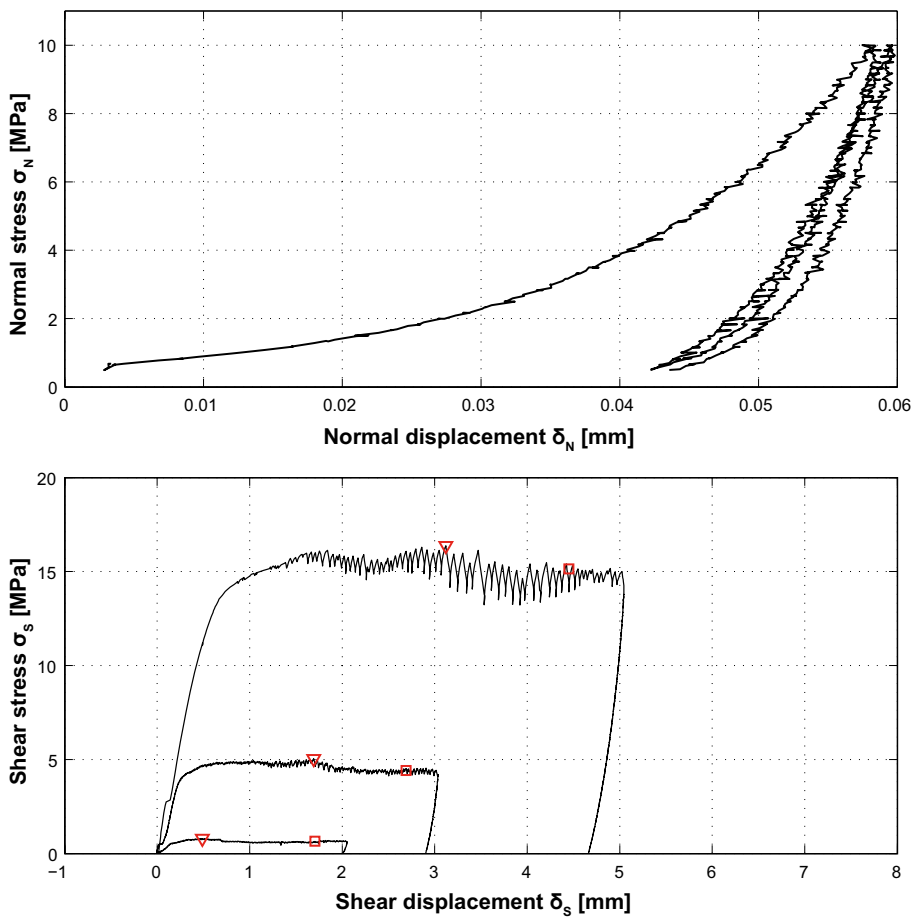 10
8
6
4
2
0
Normal stress σN [MPa]
0 0.01 0.02 0.03 0.04 0.05 0.06
Normal displacement δN [mm]
20
15
10
5
0
Shear stress σS [MPa]
−1 0 1 2 3 4 5 6 7 8
Shear displacement δS [mm]